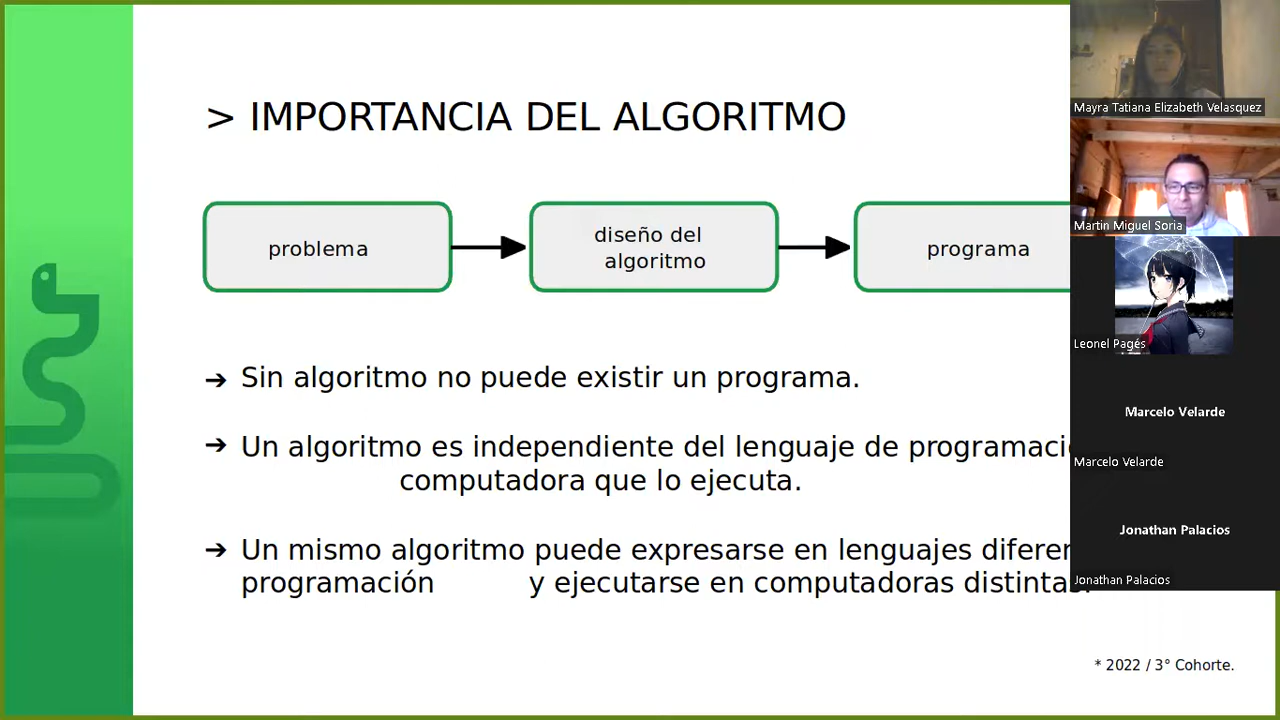 > IMPORTANCIA DEL ALGORITMO
problema
diseño del
algoritmo
programa
➔ Sin algoritmo no puede existir un programa.
➔ Un algoritmo es independiente del lenguaje de
computadora que lo ejecuta.
➔ Un mismo algoritmo puede expresarse en lenguajes
programación y ejecutarse en computadoras distintas.
* 2022 / 3° Cohorte.
Mayra Tatiana Elizabeth Velasquez
Martin Miguel Soria
Leonel Pagés
Marcelo Velarde
Marcelo Velarde
Jonathan Palacios
Jonathan Palacios